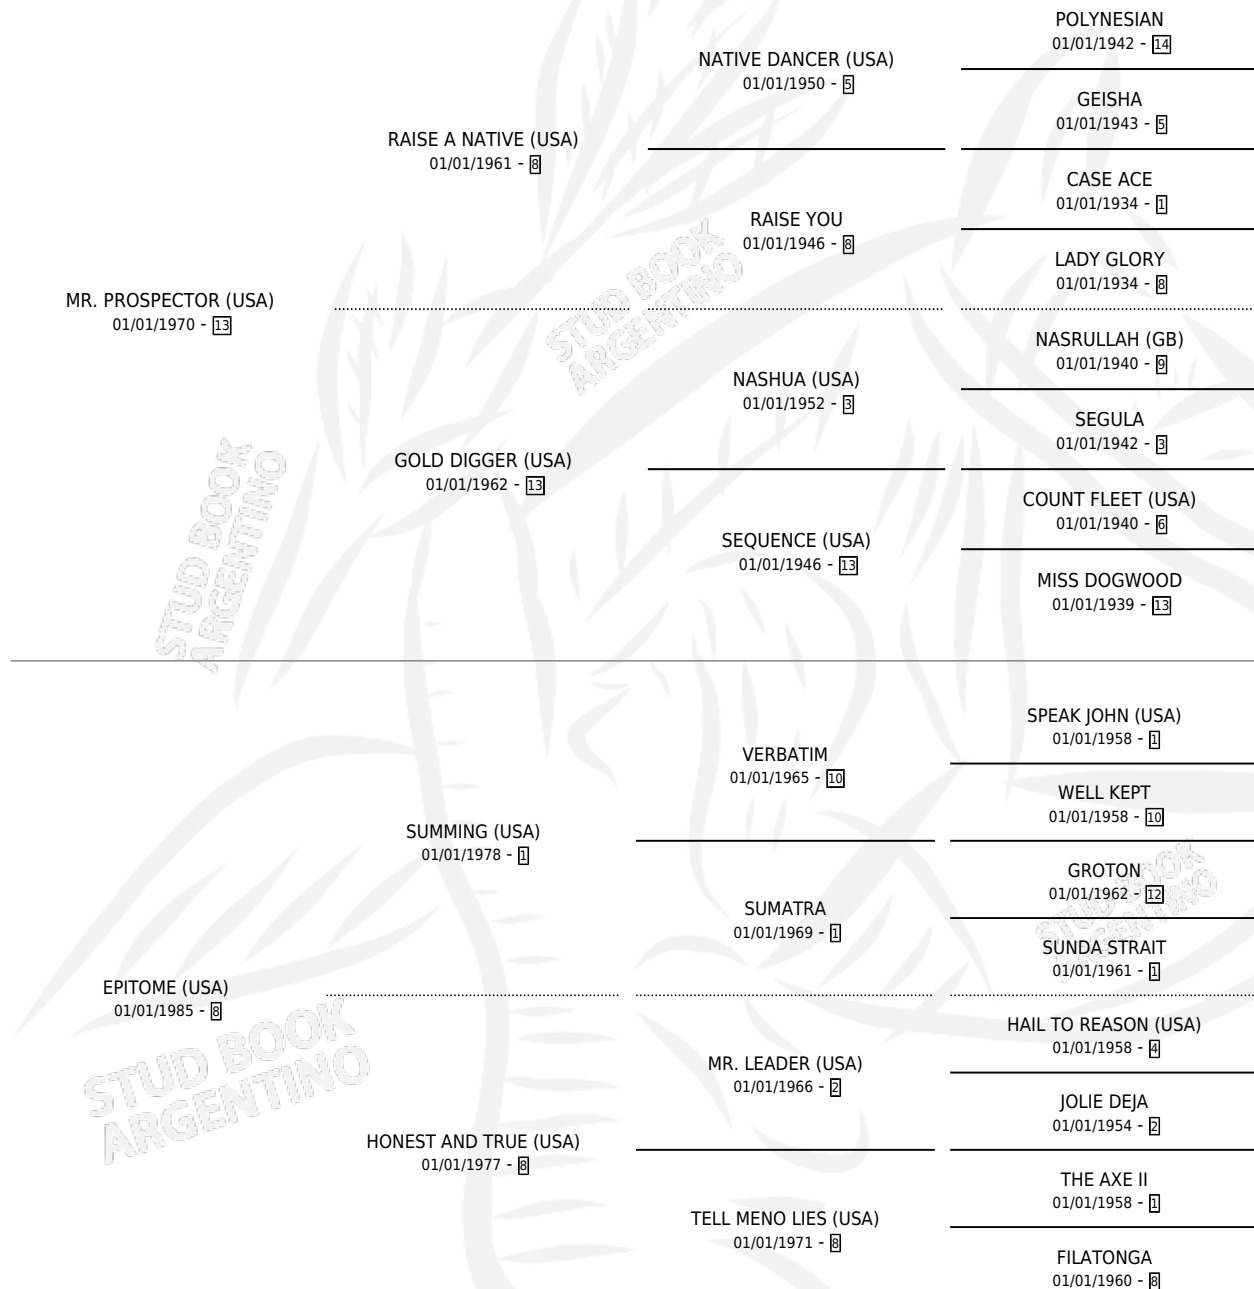 POLYNESIAN
01/01/1942 - 14
NATIVE DANCER (USA)
01/01/1950 - 5
GEISHA
01/01/1943 - 5
RAISE A NATIVE (USA)
01/01/1961 - 8
CASE ACE
01/01/1934 - 1
RAISE YOU
01/01/1946 - 8
LADY GLORY
01/01/1934 - 8
MR. PROSPECTOR (USA)
01/01/1970 - 13
NASRULLAH (GB)
01/01/1940 - 9
NASHUA (USA)
01/01/1952 - 3
SEGULA
01/01/1942 - 3
GOLD DIGGER (USA)
01/01/1962 - 13
COUNT FLEET (USA)
01/01/1940 - 6
SEQUENCE (USA)
01/01/1946 - 13
MISS DOGWOOD
01/01/1939 - 13
SPEAK JOHN (USA)
01/01/1958 - 1
VERBATIM
01/01/1965 - 10
WELL KEPT
01/01/1958 - 10
SUMMING (USA)
01/01/1978 - 1
GROTON
01/01/1962 - 12
SUMATRA
01/01/1969 - 1
SUNDA STRAIT
01/01/1961 - 1
EPITOME (USA)
01/01/1985 - 8
HAIL TO REASON (USA)
01/01/1958 - 4
MR. LEADER (USA)
01/01/1966 - 2
JOLIE DEJA
01/01/1954 - 2
HONEST AND TRUE (USA)
01/01/1977 - 8
THE AXE II
01/01/1958 - 1
TELL MENO LIES (USA)
01/01/1971 - 8
FILATONGA
01/01/1960 - 8
STUD BOOK
ARGENTINO
STUD BOOK
ARGENTINO
STUD BOOK
ARGENTINO
STUD BOOK
ARGENTINO